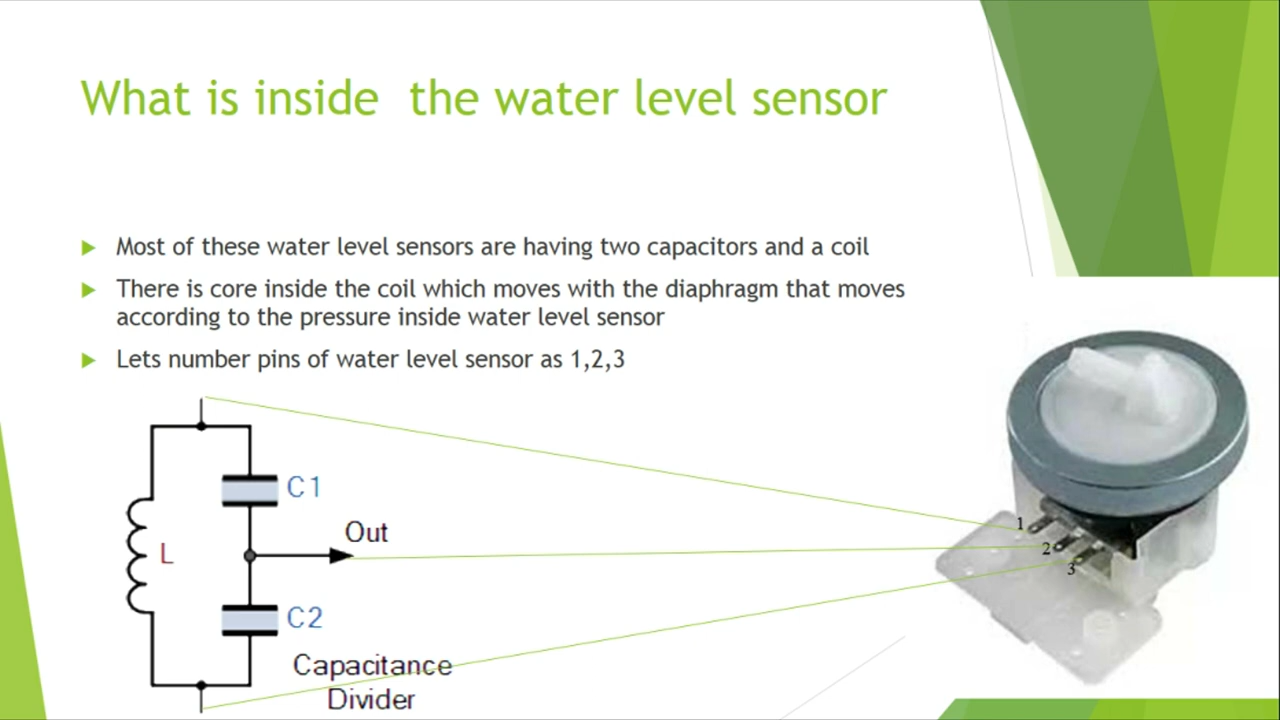 What is inside  the water level sensor
Most of these water level sensors are having two capacitors and a coil
There is core inside the coil which moves with the diaphragm that moves
according to the pressure inside water level sensor
Lets number pins of water level sensor as 1,2,3
C1
Out
L
C2
Capacitance
Divider
1
2
3